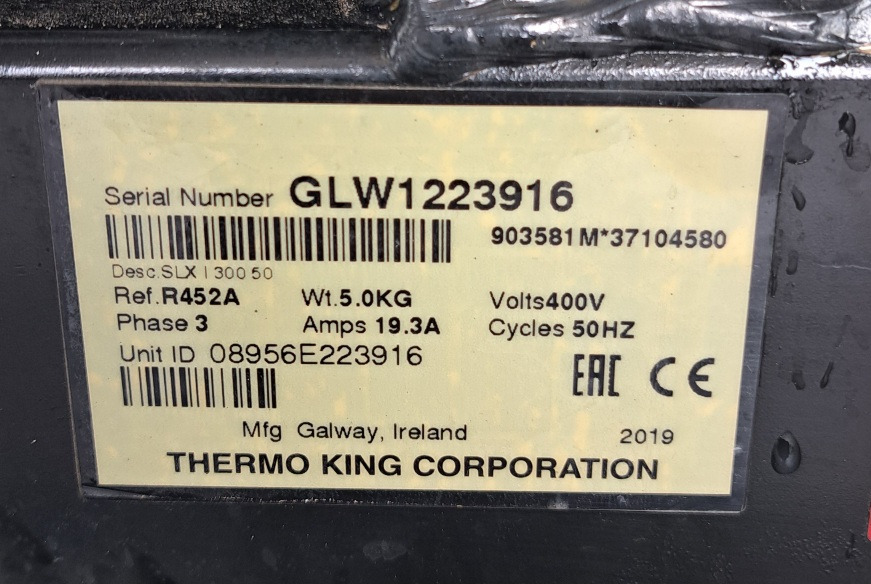 Serial Number GLW1223916
903581M*37104580
Desc.SLX I 300 50
Ref.R452A Wt.5.0KG Volts400V
Phase 3 Amps 19.3A Cycles 50HZ
Unit ID 08956E223916
EAC CE
Mfg Galway, Ireland 2019
THERMO KING CORPORATION